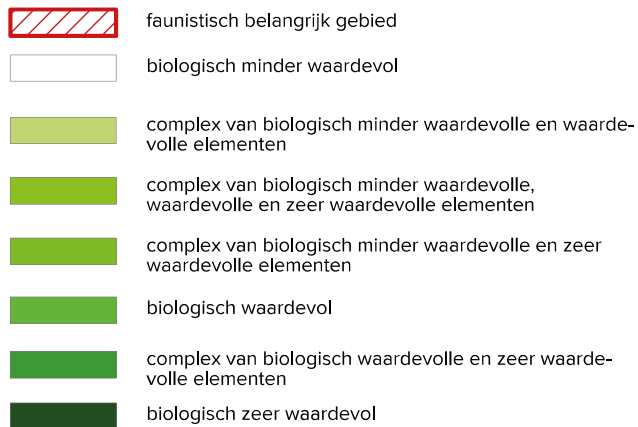 faunistisch belangrijk gebied
biologisch minder waardevol
complex van biologisch minder waardevolle en waarde-
volle elementen
complex van biologisch minder waardevolle,
waardevolle en zeer waardevolle elementen
complex van biologisch minder waardevolle en zeer
waardevolle elementen
biologisch waardevol
complex van biologisch waardevolle en zeer waarde-
volle elementen
biologisch zeer waardevol